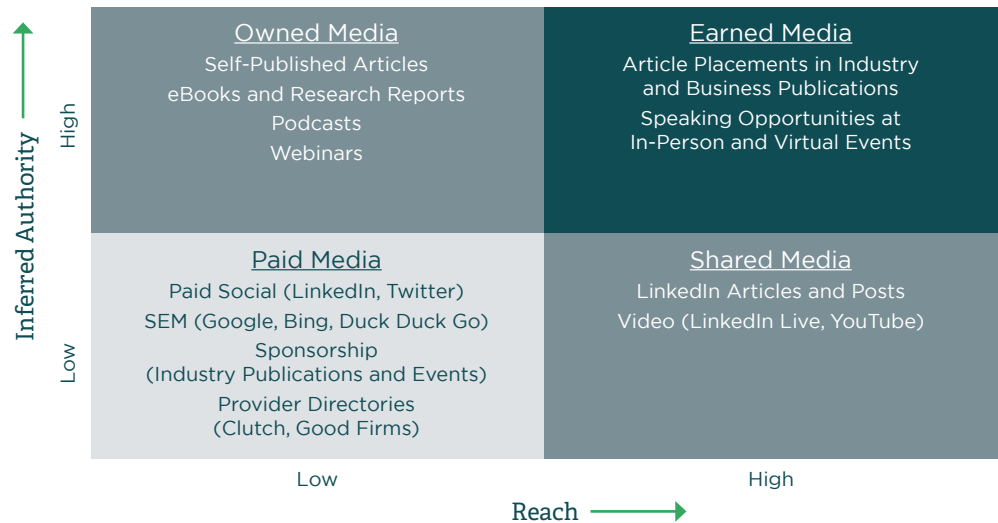 Inferred Authority
High
Low
Owned Media
Self-Published Articles
eBooks and Research Reports
Podcasts
Webinars
Earned Media
Article Placements in Industry
and Business Publications
Speaking Opportunities at
In-Person and Virtual Events
Paid Media
Paid Social (LinkedIn, Twitter)
SEM (Google, Bing, Duck Duck Go)
Sponsorship
(Industry Publications and Events)
Provider Directories
(Clutch, Good Firms)
Shared Media
LinkedIn Articles and Posts
Video (LinkedIn Live, YouTube)
Low
High
Reach